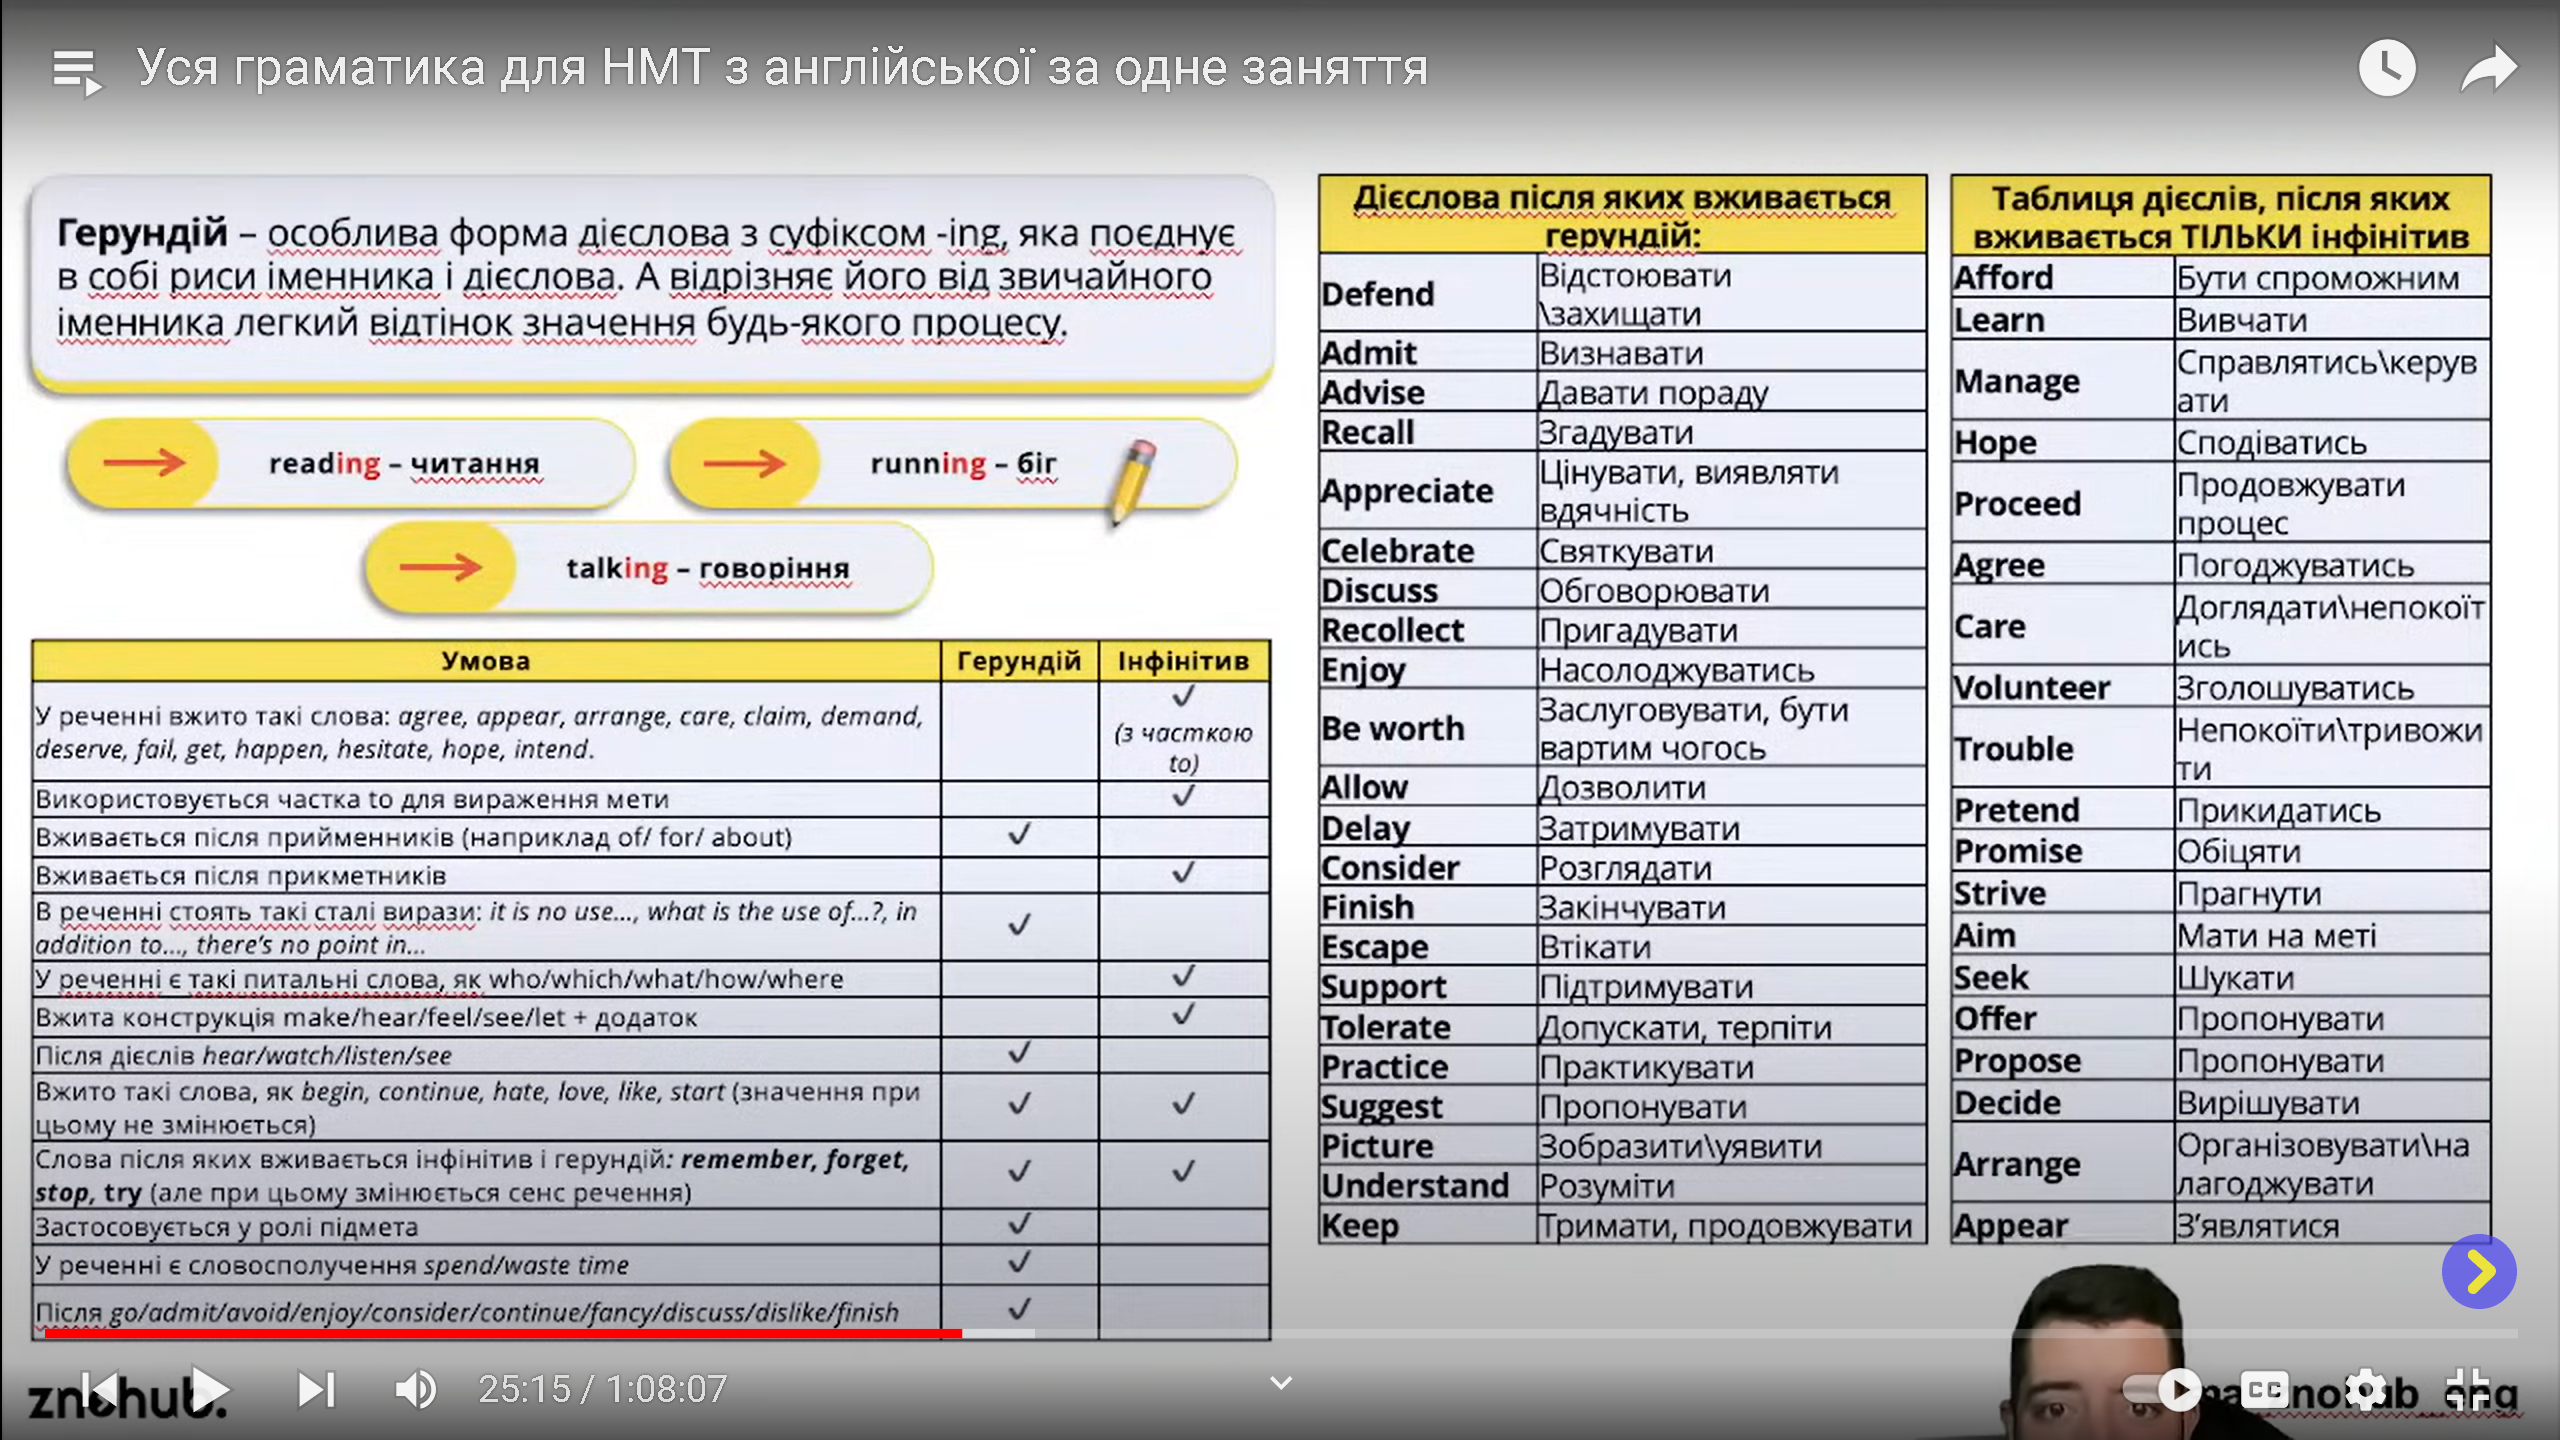 Уся граматика для НМТ з англійської за одне заняття
Герундій – особлива форма дієслова з суфіксом -ing, яка поєднує
в собі риси іменника і дієслова. А відрізняє його від звичайного
іменника легкий відтінок значення будь-якого процесу.
reading – читання
running – біг
talking – говоріння
Умова Герундій Інфінітив
У реченні вжито такі слова: agree, appear, arrange, care, claim, demand,
deserve, fail, get, happen, hesitate, hope, intend.
✓
(з часткою
to)
Використовується частка to для вираження мети ✓
Вживається після прийменників (наприклад of/ for/ about) ✓
Вживається після прикметників ✓
В реченні стоять такі сталі вирази: it is no use…, what is the use of…?, in
addition to…, there’s no point in… ✓
У реченні є такі питальні слова, як who/which/what/how/where ✓
Вжита конструкція make/hear/feel/see/let + додаток ✓
Після дієслів hear/watch/listen/see ✓
Вжито такі слова, як begin, continue, hate, love, like, start (значення при
цьому не змінюється) ✓ ✓
Слова після яких вживається інфінітив і герундій: remember, forget,
stop, try (але при цьому змінюється сенс речення) ✓ ✓
Застосовується у ролі підмета ✓
У реченні є словосполучення spend/waste time ✓
Після go/admit/avoid/enjoy/consider/continue/fancy/discuss/dislike/finish ✓
Дієслова після яких вживається
герундій:
Defend Відстоювати
\захищати
Admit Визнавати
Advise Давати пораду
Recall Згадувати
Appreciate Цінувати, виявляти
вдячність
Celebrate Святкувати
Discuss Обговорювати
Recollect Пригадувати
Enjoy Насолоджуватись
Be worth Заслуговувати, бути
вартим чогось
Allow Дозволити
Delay Затримувати
Consider Розглядати
Finish Закінчувати
Escape Втікати
Support Підтримувати
Tolerate Допускати, терпіти
Practice Практикувати
Suggest Пропонувати
Picture Зобразити\уявити
Understand Розуміти
Keep Тримати, продовжувати
Таблиця дієслів, після яких
вживається ТІЛЬКИ інфінітив
Afford Бути спроможним
Learn Вивчати
Manage Справлятись\керув
ати
Hope Сподіватись
Proceed Продовжувати
процес
Agree Погоджуватись
Care Доглядати\непокоїт
ись
Volunteer Зголошуватись
Trouble Непокоїти\тривожи
ти
Pretend Прикидатись
Promise Обіцяти
Strive Прагнути
Aim Мати на меті
Seek Шукати
Offer Пропонувати
Propose Пропонувати
Decide Вирішувати
Arrange Організовувати\на
лагоджувати
Appear З’являтися
znohub.
25:15 / 1:08:07
CC